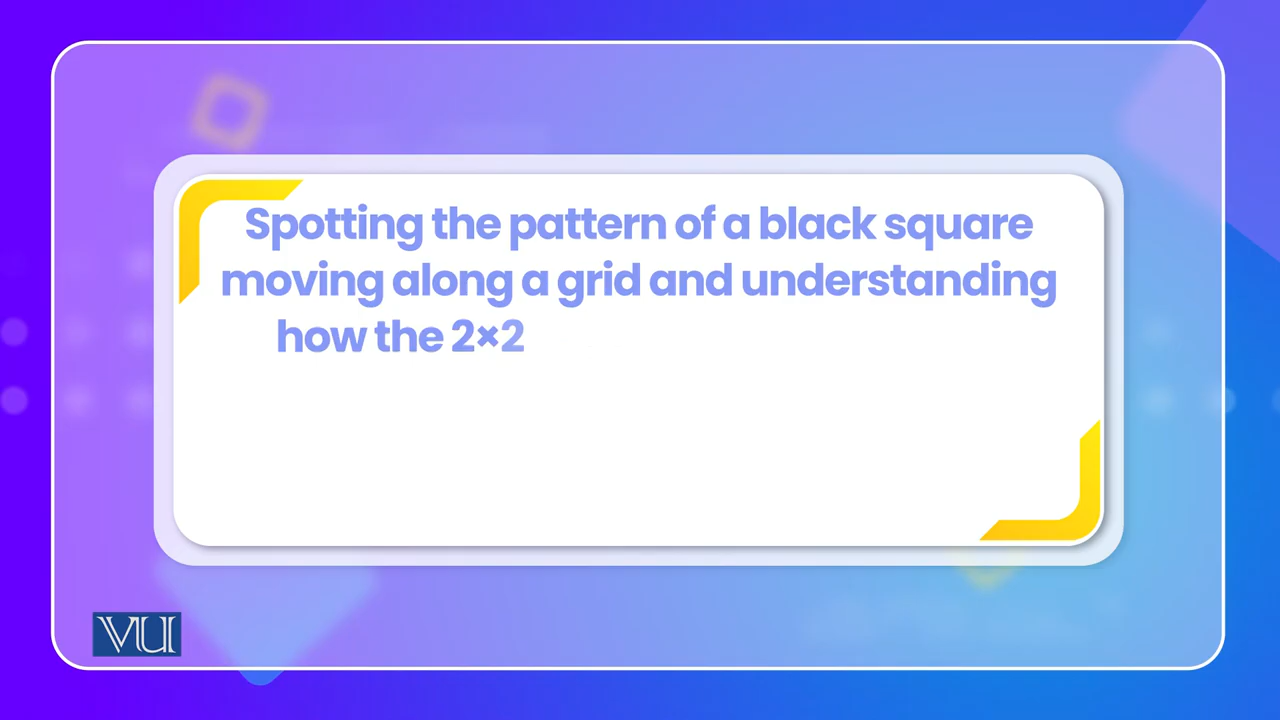 Spotting the pattern of a black square
moving along a grid and understanding
how the 2×2
VU